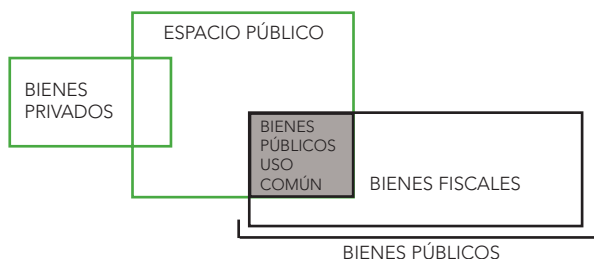 ESPACIO PÚBLICO
BIENES
PRIVADOS
BIENES
PÚBLICOS
USO
COMÚN
BIENES FISCALES
BIENES PÚBLICOS